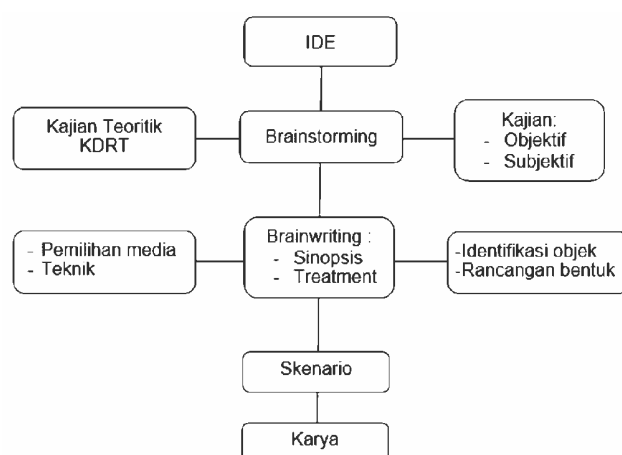 IDE
Kajian Teoritik
KDRT
Brainstorming
Kajian:
- Objektif
- Subjektif
- Pemilihan media
- Teknik
Brainwriting :
- Sinopsis
- Treatment
-Identifikasi objek
-Rancangan bentuk
Skenario
Karya